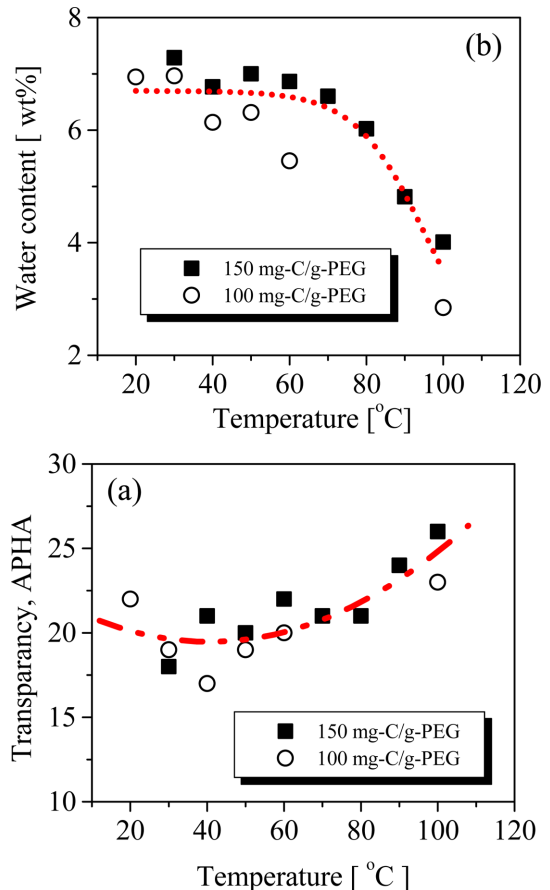 8
(b)
6
4
2
Water content [ wt%]
150 mg-C/g-PEG
100 mg-C/g-PEG
20 40 60 80 100 120
Temperature [°C]
30
(a)
25
20
15
10
Transparancy, APHA
150 mg-C/g-PEG
100 mg-C/g-PEG
20 40 60 80 100 120
Temperature [ °C]